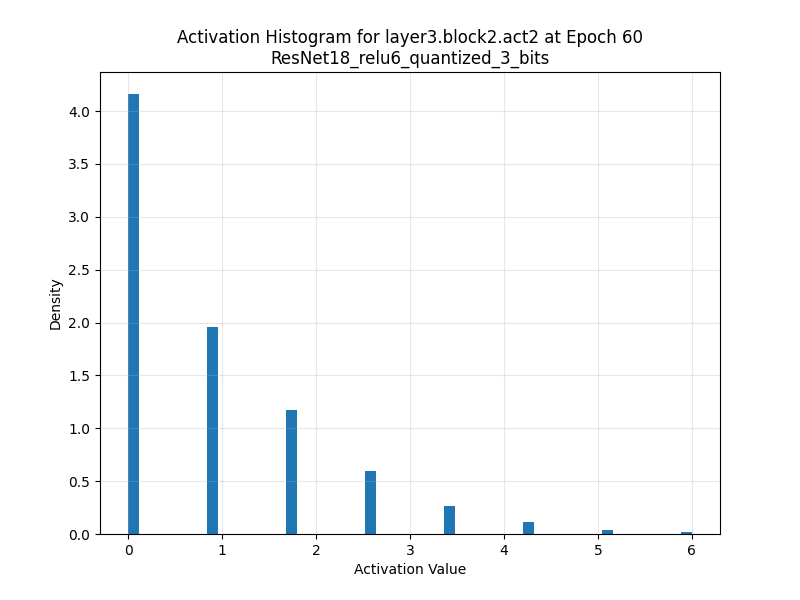 Activation Histogram for layer3.block2.act2 at Epoch 60
ResNet18_relu6_quantized_3_bits
4.0
3.5
3.0
2.5
2.0
1.5
1.0
0.5
0.0
Density
0 1 2 3 4 5 6
Activation Value